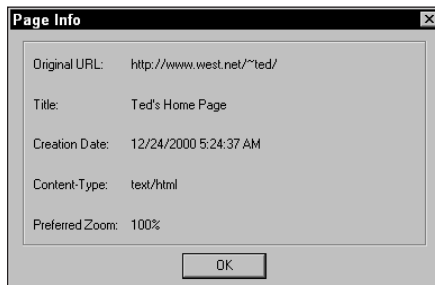 Page Info
Original URL: http://www.west.net/~ted/
Title: Ted's Home Page
Creation Date: 12/24/2000 5:24:37 AM
Content-Type: text/html
Preferred Zoom: 100%
OK